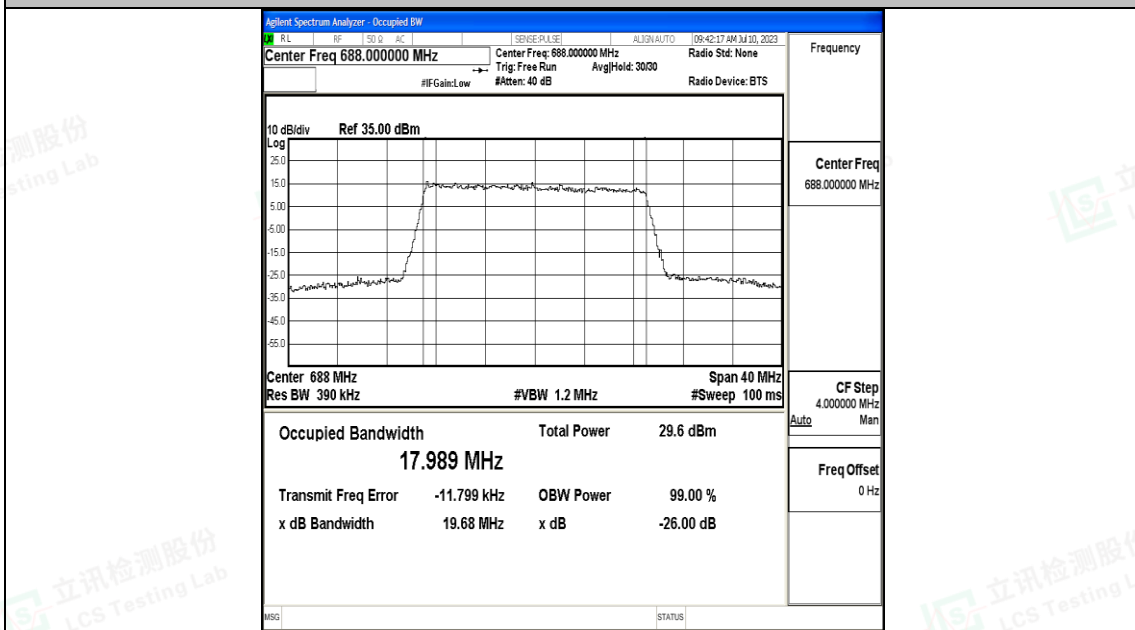 Agilent Spectrum Analyzer - Occupied BW
RL RF 50 Ω AC SENSE:PULSE ALIGN AUTO 09:42:17 AM Jul 10, 2023
Center Freq 688.000000 MHz
Center Freq: 688.000000 MHz
Radio Std: None
Trig: Free Run Avg|Hold: 30/30
#IFGain:Low
#Atten: 40 dB
Radio Device: BTS
Frequency
10 dB/div Ref 35.00 dBm
Log
25.0
15.0
5.00
-5.00
-15.0
-25.0
-35.0
-45.0
-55.0
Center 688 MHz Span 40 MHz
Res BW 390 kHz #VBW 1.2 MHz #Sweep 100 ms
Center Freq
688.000000 MHz
CF Step
4.000000 MHz
Auto Man
Freq Offset
0 Hz
Occupied Bandwidth Total Power 29.6 dBm
17.989 MHz
Transmit Freq Error -11.799 kHz OBW Power 99.00 %
x dB Bandwidth 19.68 MHz x dB -26.00 dB
MSG STATUS
测股份
sting Lab
立讯检测股份
LCS Testing Lab
立讯检测股份
LCS Testing L